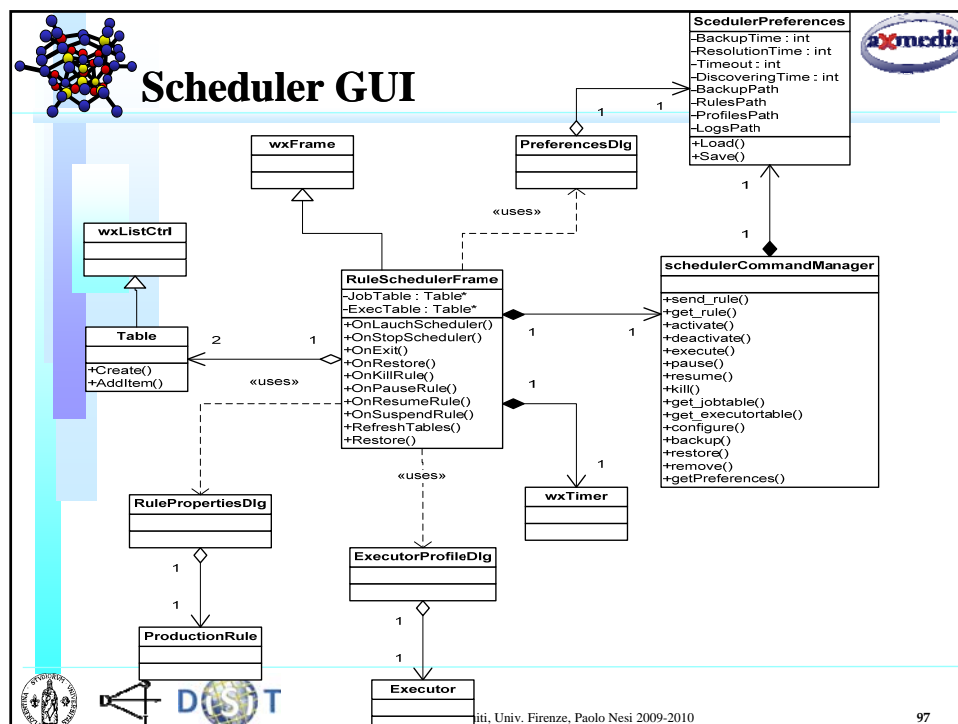 Scheduler GUI
ScedulerPreferences
-BackupTime : int
-ResolutionTime : int
-Timeout : int
-DiscoveringTime : int
-BackupPath
-RulesPath
-ProfilesPath
-LogsPath
+Load()
+Save()
axmedis
wxFrame
PreferencesDlg
1
1
«uses»
1
1
wxListCtrl
RuleSchedulerFrame
-JobTable : Table*
-ExecTable : Table*
+OnLauchScheduler()
+OnStopScheduler()
+OnExit()
+OnRestore()
+OnKillRule()
+OnPauseRule()
+OnResumeRule()
+OnSuspendRule()
+RefreshTables()
+Restore()
schedulerCommandManager
+send_rule()
+get_rule()
+activate()
+deactivate()
+execute()
+pause()
+resume()
+kill()
+get_jobtable()
+get_executortable()
+configure()
+backup()
+restore()
+remove()
+getPreferences()
Table
+Create()
+AddItem()
2
1
1
1
«uses»
1
1
«uses»
wxTimer
RulePropertiesDlg
ExecutorProfileDlg
1
1
1
1
ProductionRule
Executor
DISIT
iti, Univ. Firenze, Paolo Nesi 2009-2010
97